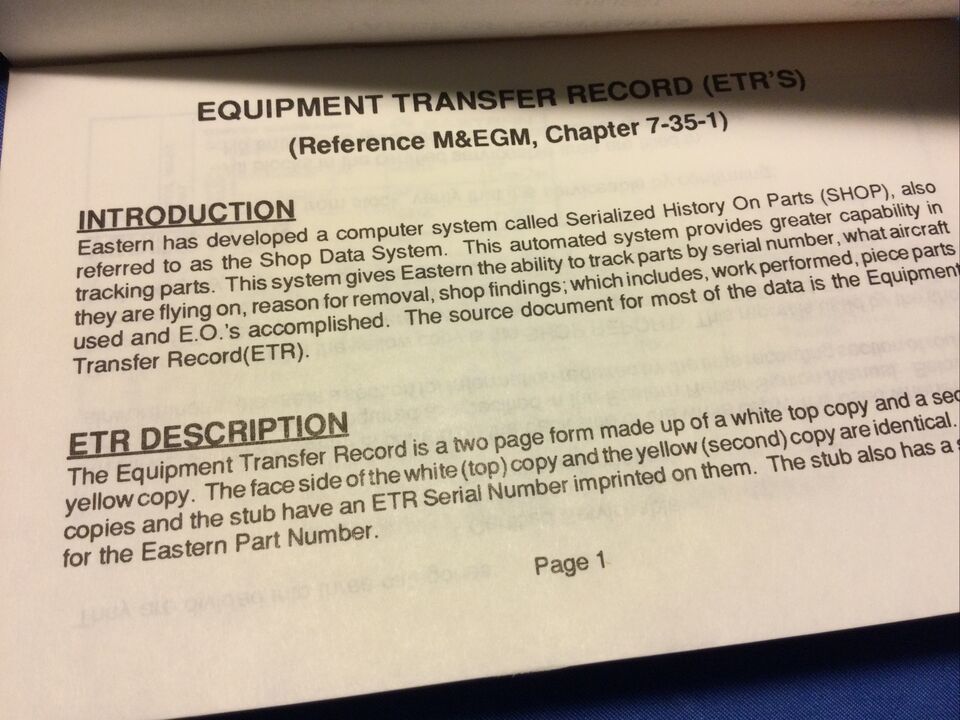 EQUIPMENT TRANSFER RECORD (ETR'S)
(Reference M&EGM, Chapter 7-35-1)
INTRODUCTION
Eastern has developed a computer system called Serialized History On Parts (SHOP), also
referred to as the Shop Data System. This automated system provides greater capability in
tracking parts. This system gives Eastern the ability to track parts by serial number, what aircraft
they are flying on, reason for removal, shop findings; which includes, work performed, piece parts
used and E.O.'s accomplished. The source document for most of the data is the Equipment
Transfer Record(ETR).
ETR DESCRIPTION
The Equipment Transfer Record is a two page form made up of a white top copy and a
yellow copy. The face side of the white (top) copy and the yellow (second) copy are identical.
copies and the stub have an ETR Serial Number imprinted on them. The stub also has a
for the Eastern Part Number.
Page 1